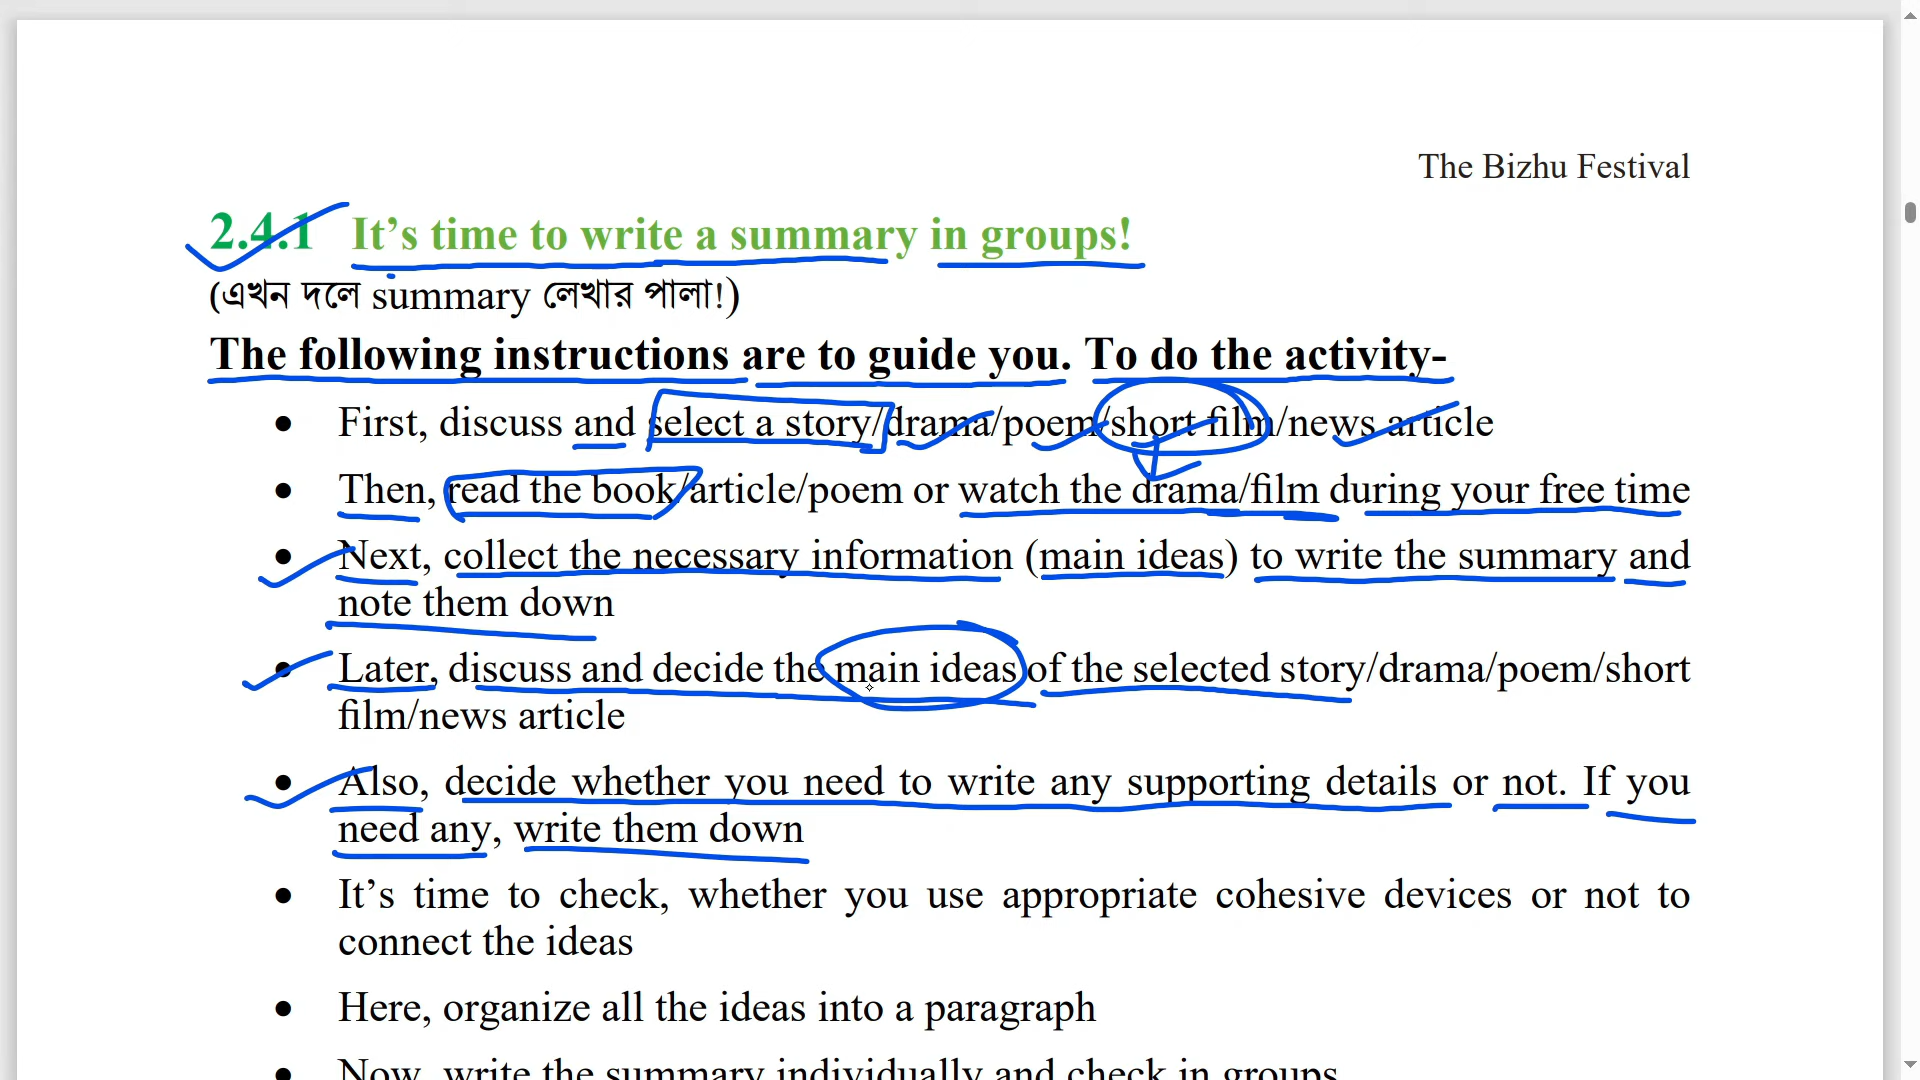 The Bizhu Festival
2.4.1 It’s time to write a summary in groups!
(এখন দলে summary লেখার পালা!)
The following instructions are to guide you. To do the activity-
• First, discuss and select a story/drama/poem/short film/news article
• Then, read the book/article/poem or watch the drama/film during your free time
• Next, collect the necessary information (main ideas) to write the summary and
note them down
• Later, discuss and decide the main ideas of the selected story/drama/poem/short
film/news article
• Also, decide whether you need to write any supporting details or not. If you
need any, write them down
• It’s time to check, whether you use appropriate cohesive devices or not to
connect the ideas
• Here, organize all the ideas into a paragraph
• Now, write the summary individually and check in groups